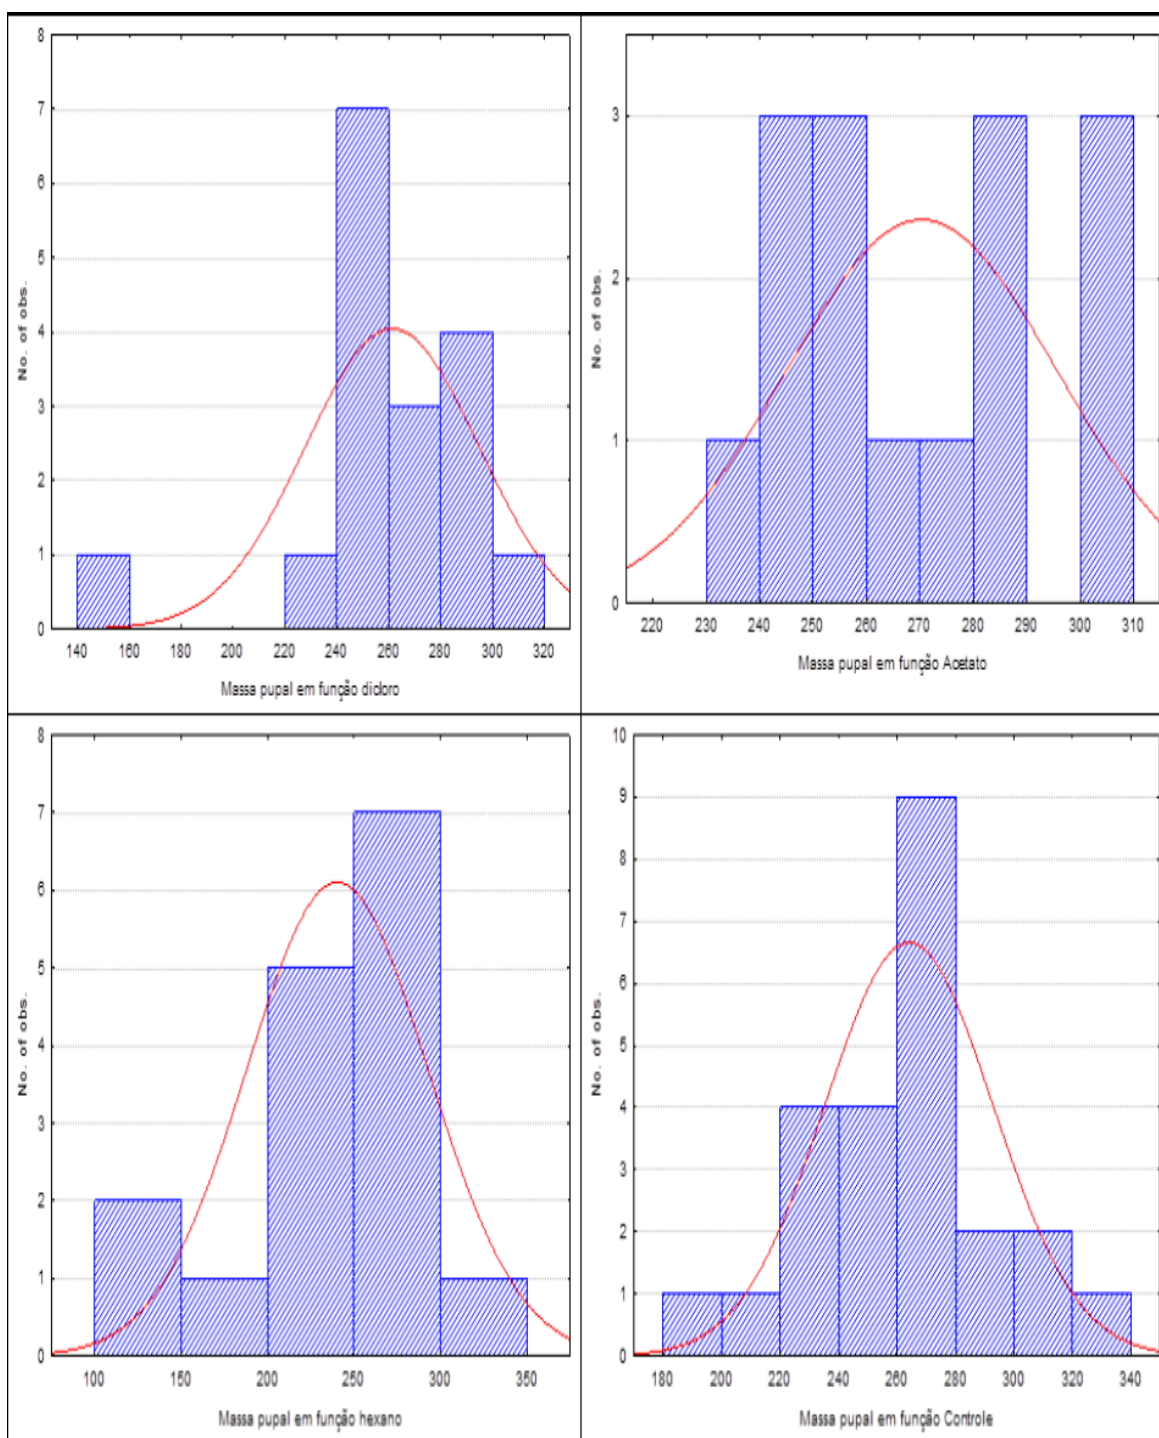 8
7
6
5
4
3
2
1
0
No. of obs.
140 160 180 200 220 240 260 280 300 320
Massa pupal em função dicloro
3
2
1
0
No. of obs.
220 230 240 250 260 270 280 290 300 310
Massa pupal em função Acetato
8
7
6
5
4
3
2
1
0
No. of obs.
100 150 200 250 300 350
Massa pupal em função hexano
10
9
8
7
6
5
4
3
2
1
0
No. of obs.
180 200 220 240 260 280 300 320 340
Massa pupal em função Controle